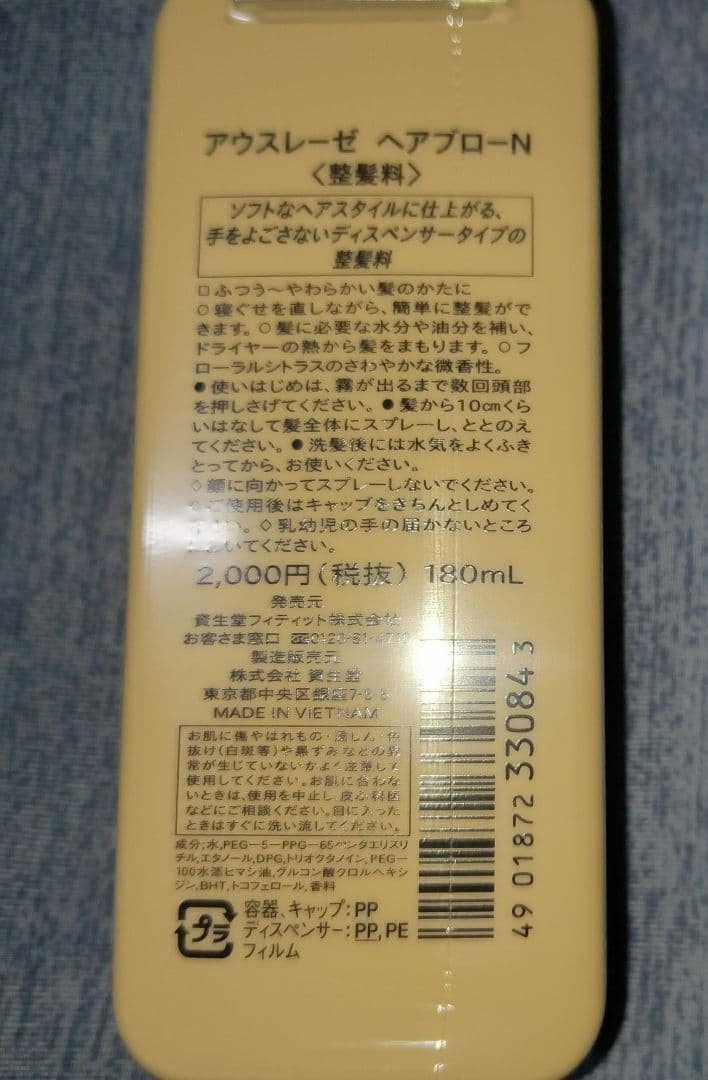 アウスレーゼ ヘアブローN
〈整髪料〉
ソフトなヘアスタイルに仕上がる、
手をよごさないディスペンサータイプの
整髪料
□ふつう～やわらかい髪のかたに
○寝ぐせを直しながら、簡単に整髪がで
きます。○髪に必要な水分や油分を補い、
ドライヤーの熱から髪をまもります。○フ
ローラルシトラスのさわやかな微香性。
●使いはじめは、霧が出るまで数回頭部
を押しさげてください。●髪から10cmくら
いはなして髪全体にスプレーし、ととのえ
てください。●洗髪後には水気をよくふき
とってから、お使いください。
◇顔に向かってスプレーしないでください。
◇ご使用後はキャップをきちんとしめてく
い。◇乳幼児の手の届かないところ
おいてください。
2,000円（税抜） 180mL
発売元
資生堂フィティット株式会社
お客さま窓口 0120-81-4710
製造販売元
株式会社 資生堂
東京都中央区銀座7-5-5
MADE IN VIETNAM
お肌に傷やはれもの・湿しん・色
抜け(白斑等)や黒ずみなどの異
常が生じていないかよく注意して
使用してください。お肌に合わな
いときは、使用を中止し、皮ふ科医
などにご相談ください。目に入った
ときはすぐに洗い流してください。
成分;水,PEG－5－PPG－65ペンタエリスリ
チル,エタノール,DPG,トリオクタノイン,PEG－
100水添ヒマシ油,グルコン酸クロルヘキシ
ジン,BHT,トコフェロール,香料
プラ
容器、キャップ:PP
ディスペンサー:PP,PE
フィルム
49 01872 330843